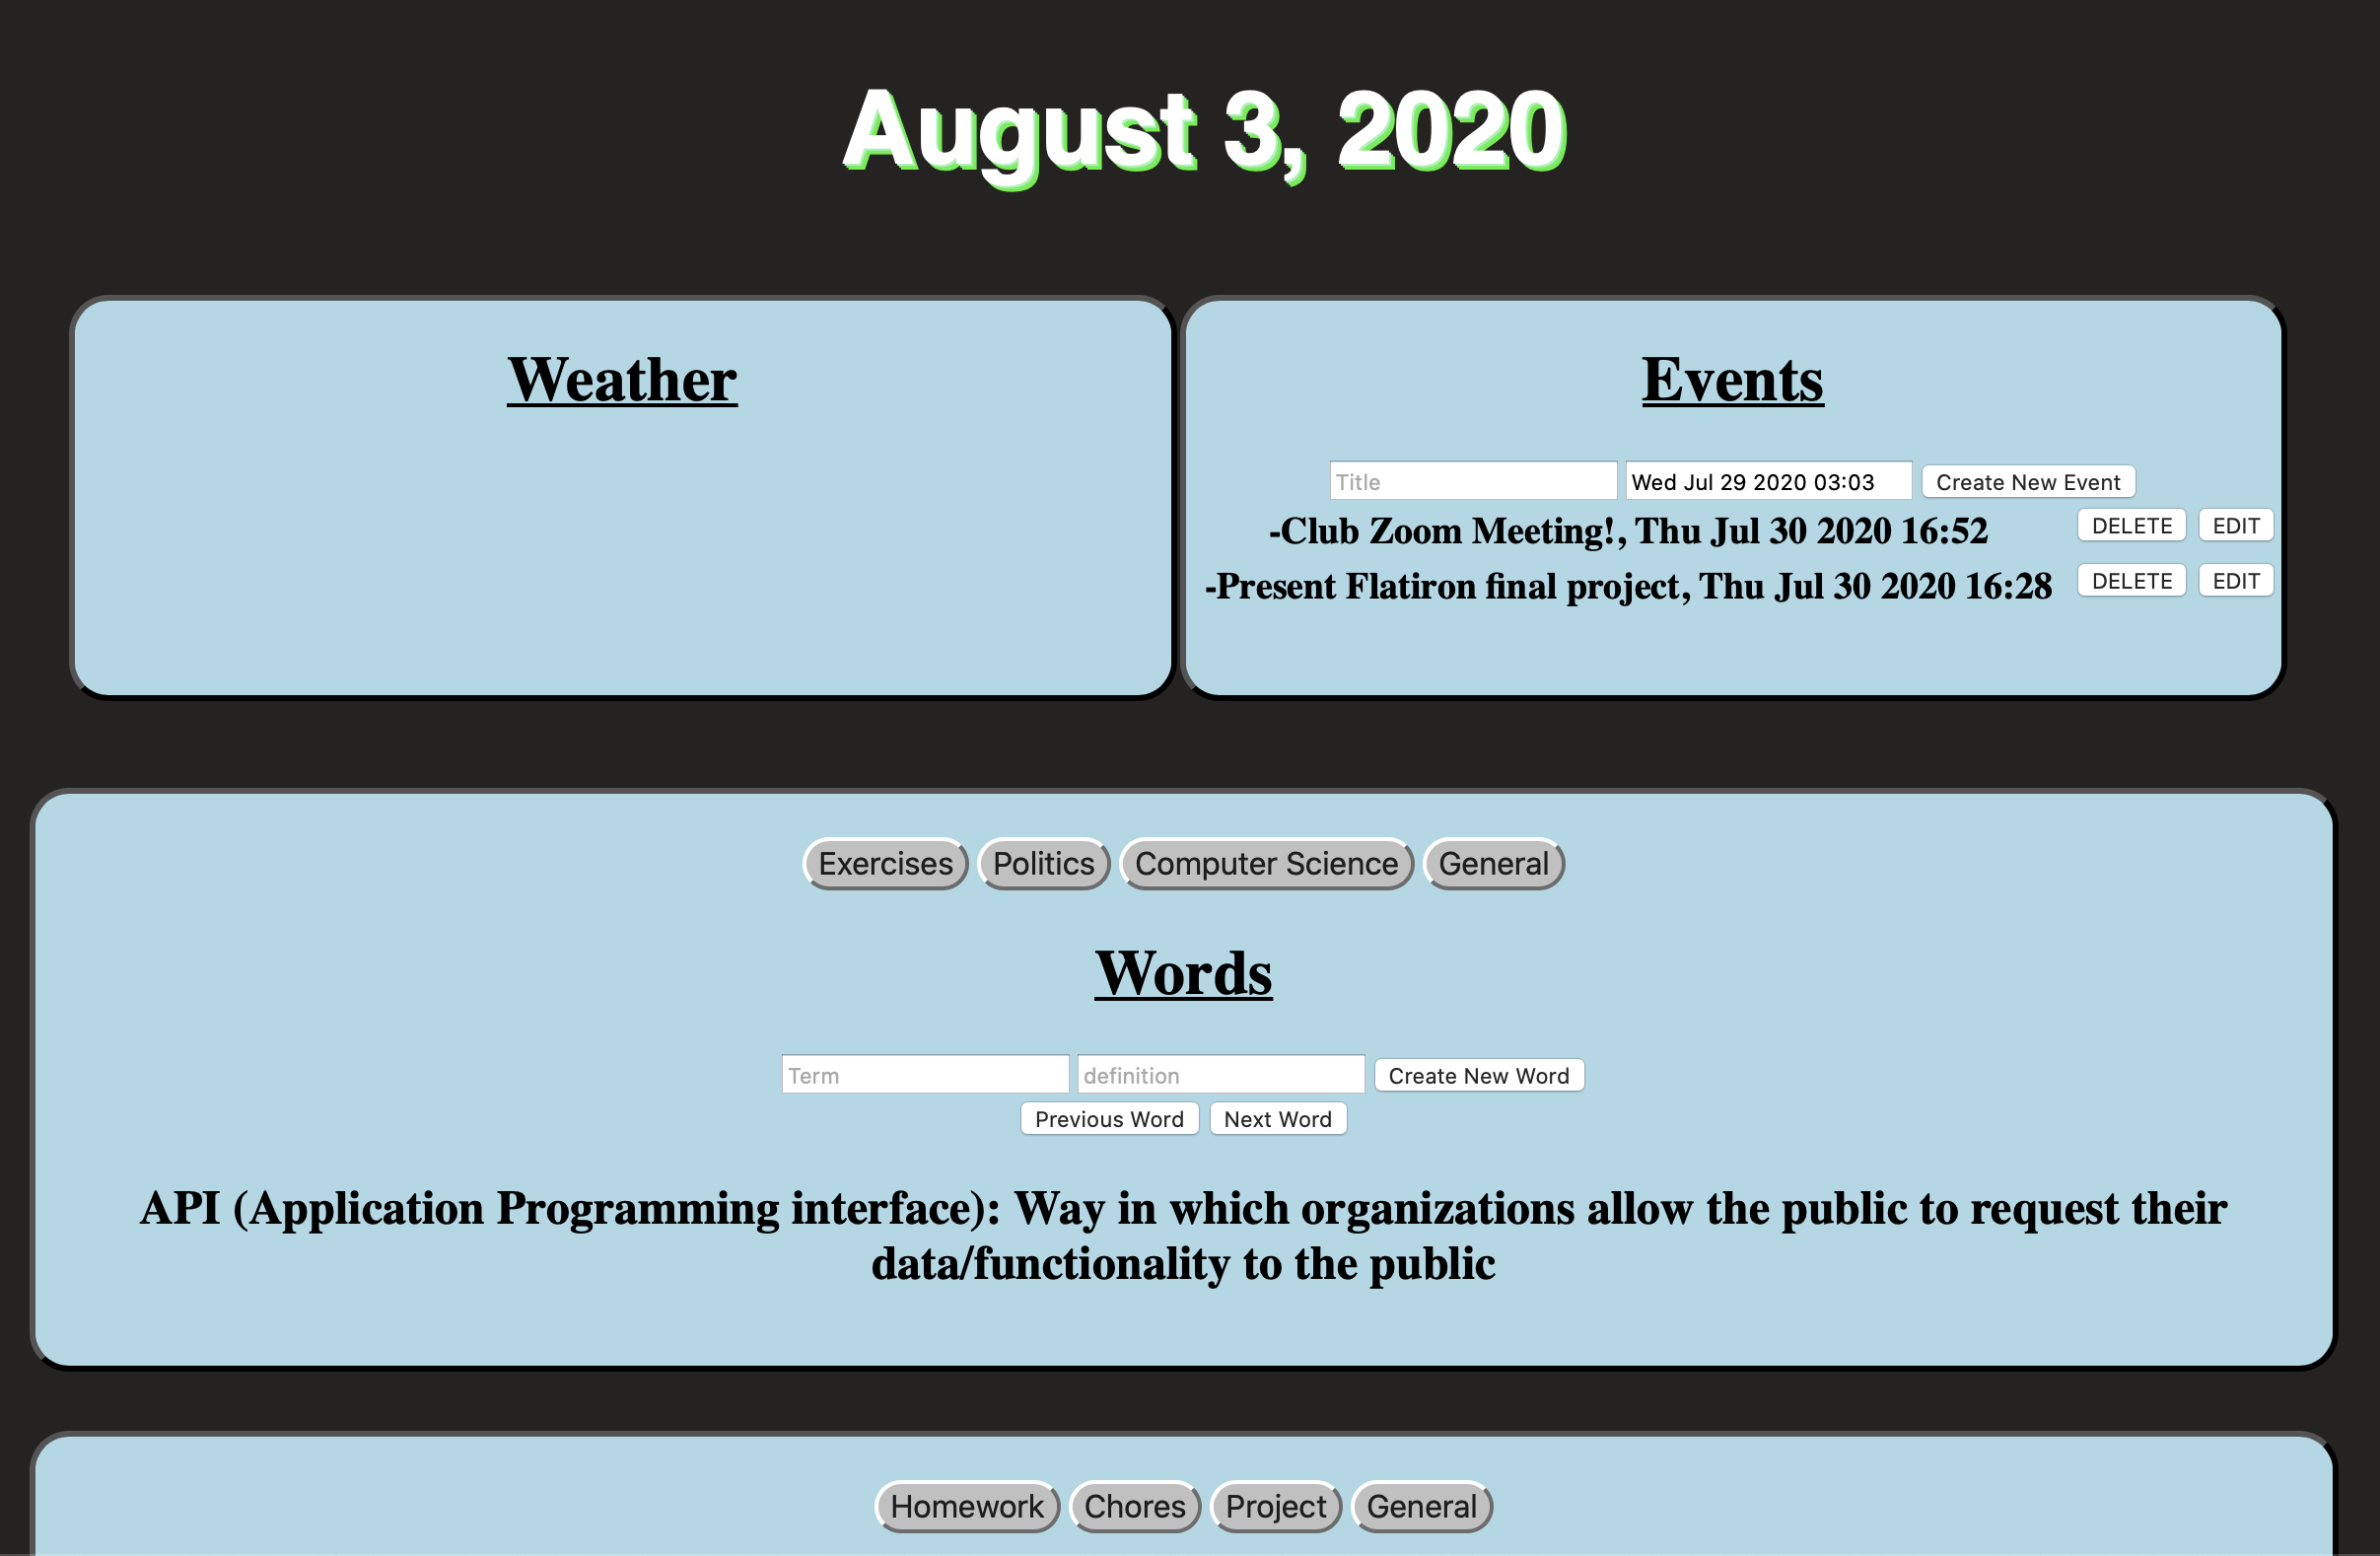 August 3, 2020
Weather
Events
Title
Wed Jul 29 2020 03:03
Create New Event
-Club Zoom Meeting!, Thu Jul 30 2020 16:52
DELETE
EDIT
-Present Flatiron final project, Thu Jul 30 2020 16:28
DELETE
EDIT
Exercises
Politics
Computer Science
General
Words
Term
definition
Create New Word
Previous Word
Next Word
API (Application Programming interface): Way in which organizations allow the public to request their
data/functionality to the public
Homework
Chores
Project
General